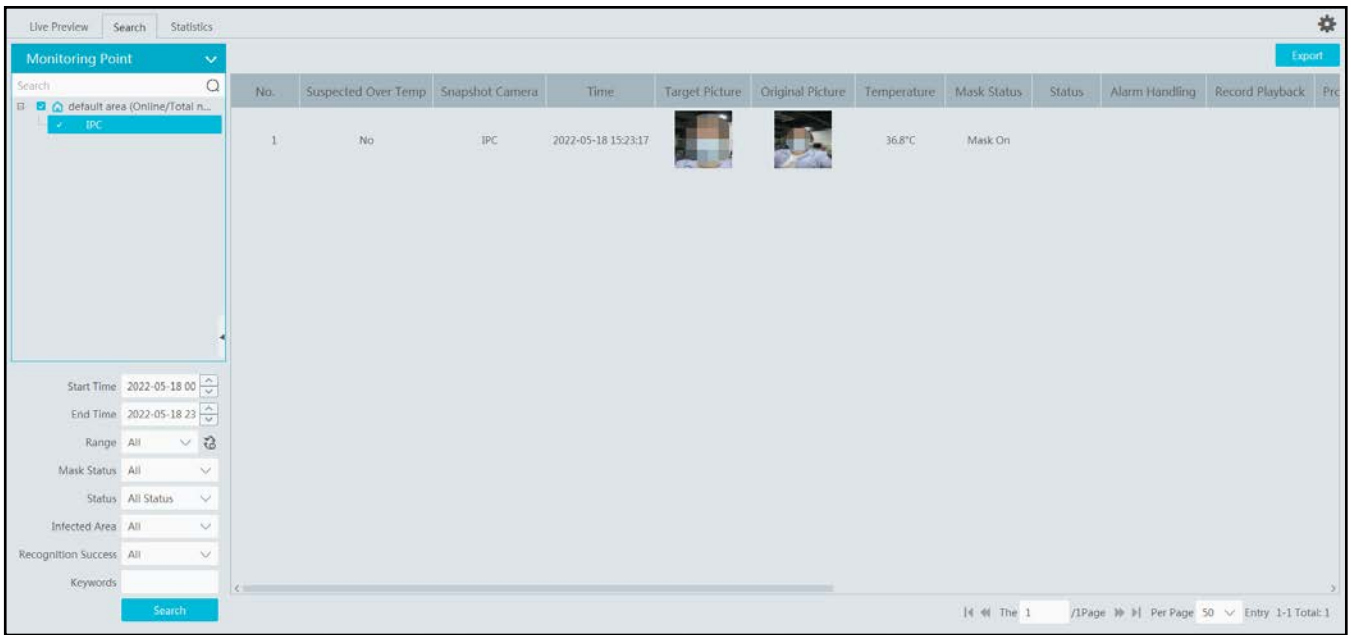 Live Preview Search Statistics
Monitoring Point
Export
Search
default area (Online/Total n...
IPC
No. Suspected Over Temp Snapshot Camera Time Target Picture Original Picture Temperature Mask Status Status Alarm Handling Record Playback Pro
1 No IPC 2022-05-18 15:23:17 36.8°C Mask On
Start Time 2022-05-18 00
End Time 2022-05-18 23
Range All
Mask Status All
Status All Status
Infected Area All
Recognition Success All
Keywords
Search
The 1 /1Page Per Page 50 Entry 1-1 Total: 1